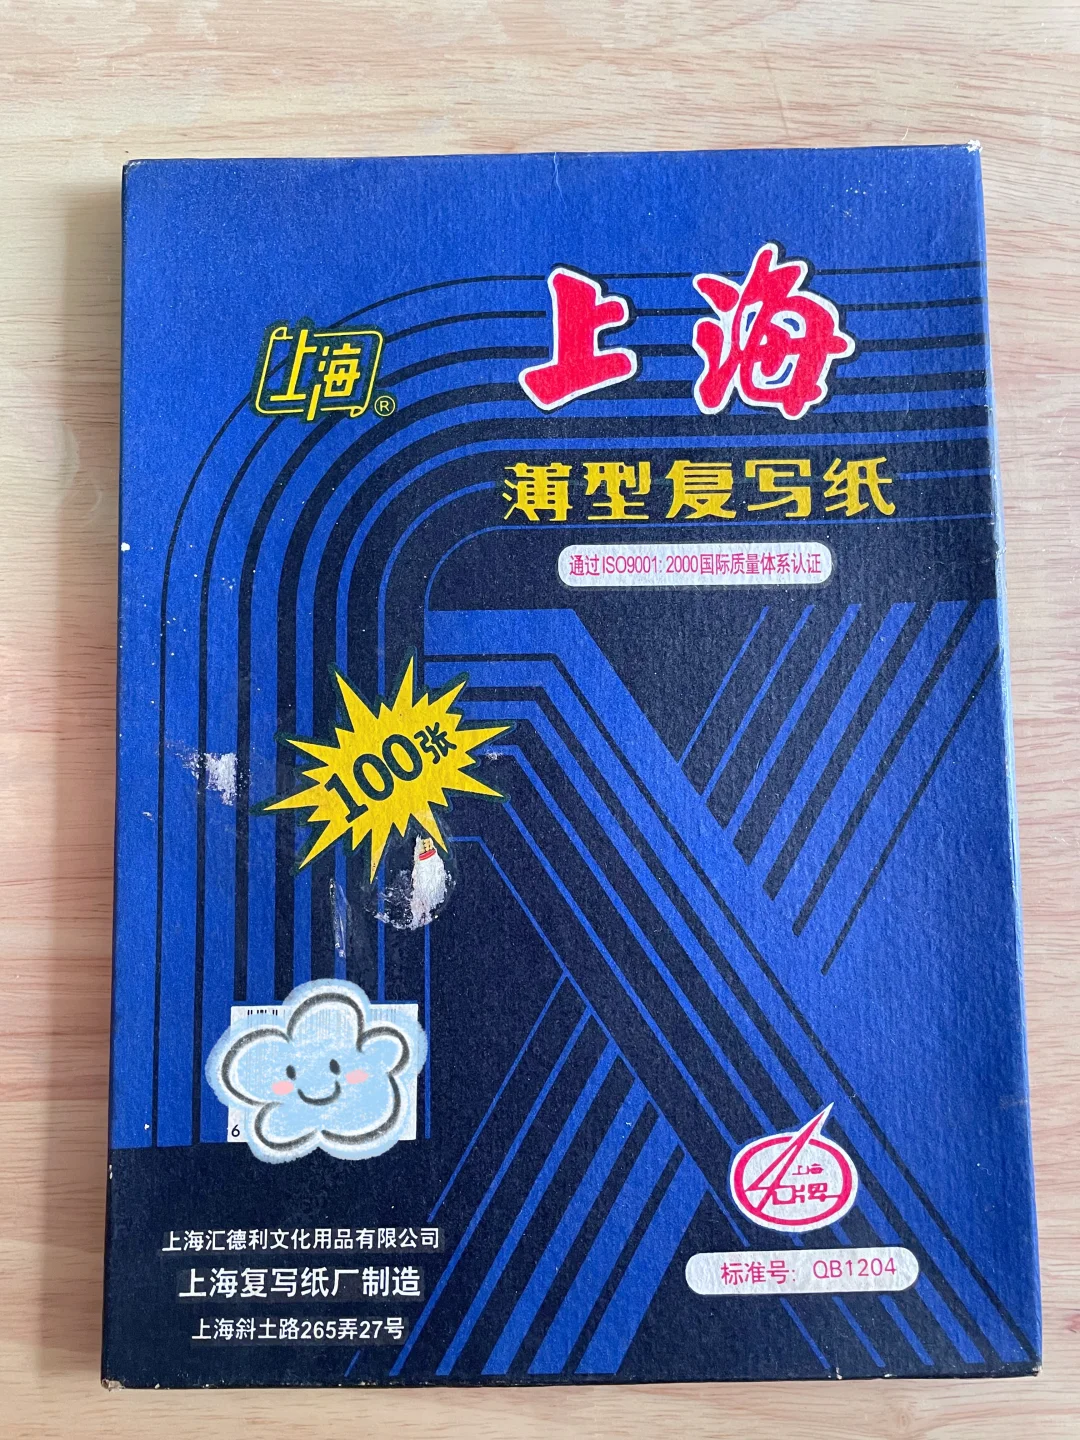 上海
上海®
薄型复写纸
通过ISO9001:2000国际质量体系认证
100张
6
上海
名牌
标准号：QB1204
上海汇德利文化用品有限公司
上海复写纸厂制造
上海斜土路265弄27号